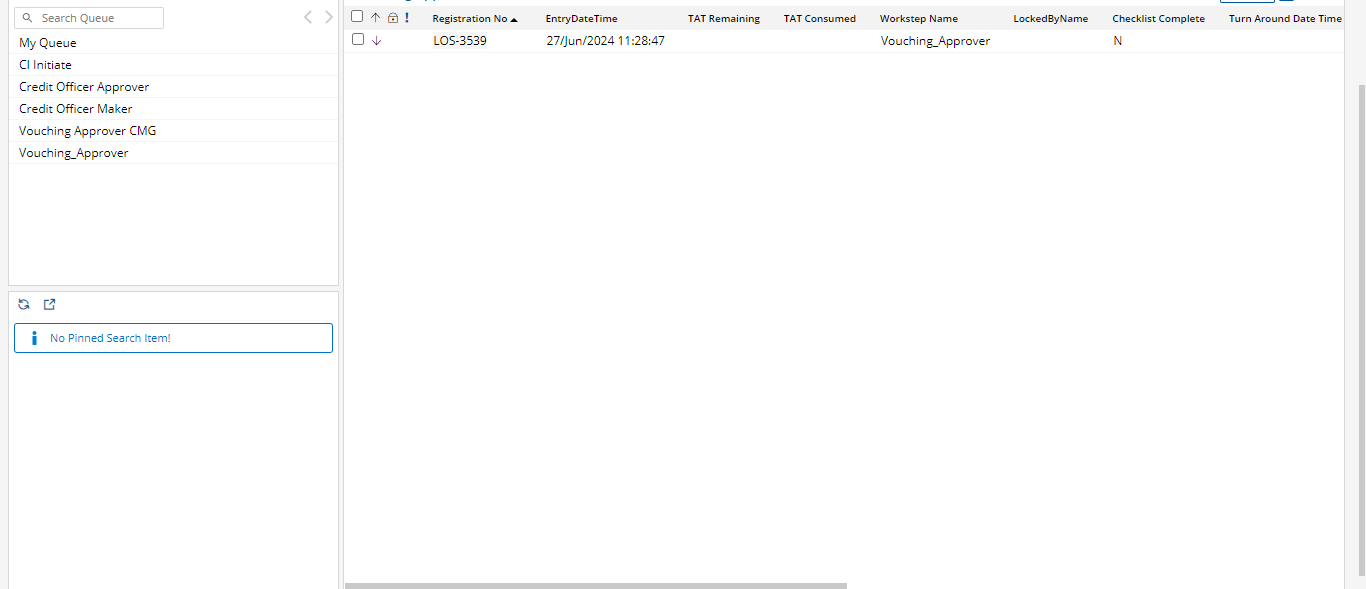 Search Queue
My Queue
CI Initiate
Credit Officer Approver
Credit Officer Maker
Vouching Approver CMG
Vouching_Approver
No Pinned Search Item!
Registration No EntryDateTime TAT Remaining TAT Consumed Workstep Name LockedByName Checklist Complete Turn Around Date Time
LOS-3539 27/Jun/2024 11:28:47 Vouching_Approver N